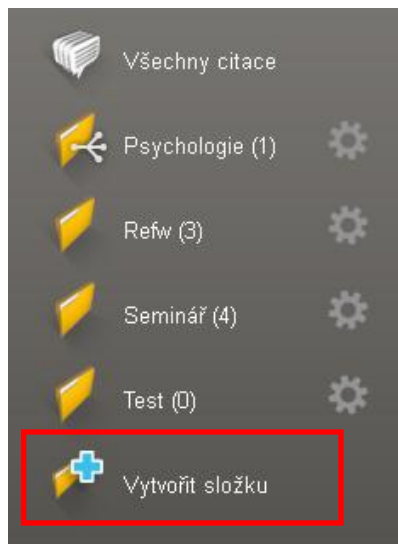 Všechny citace
Psychologie (1)
Refw (3)
Seminář (4)
Test (0)
Vytvořit složku